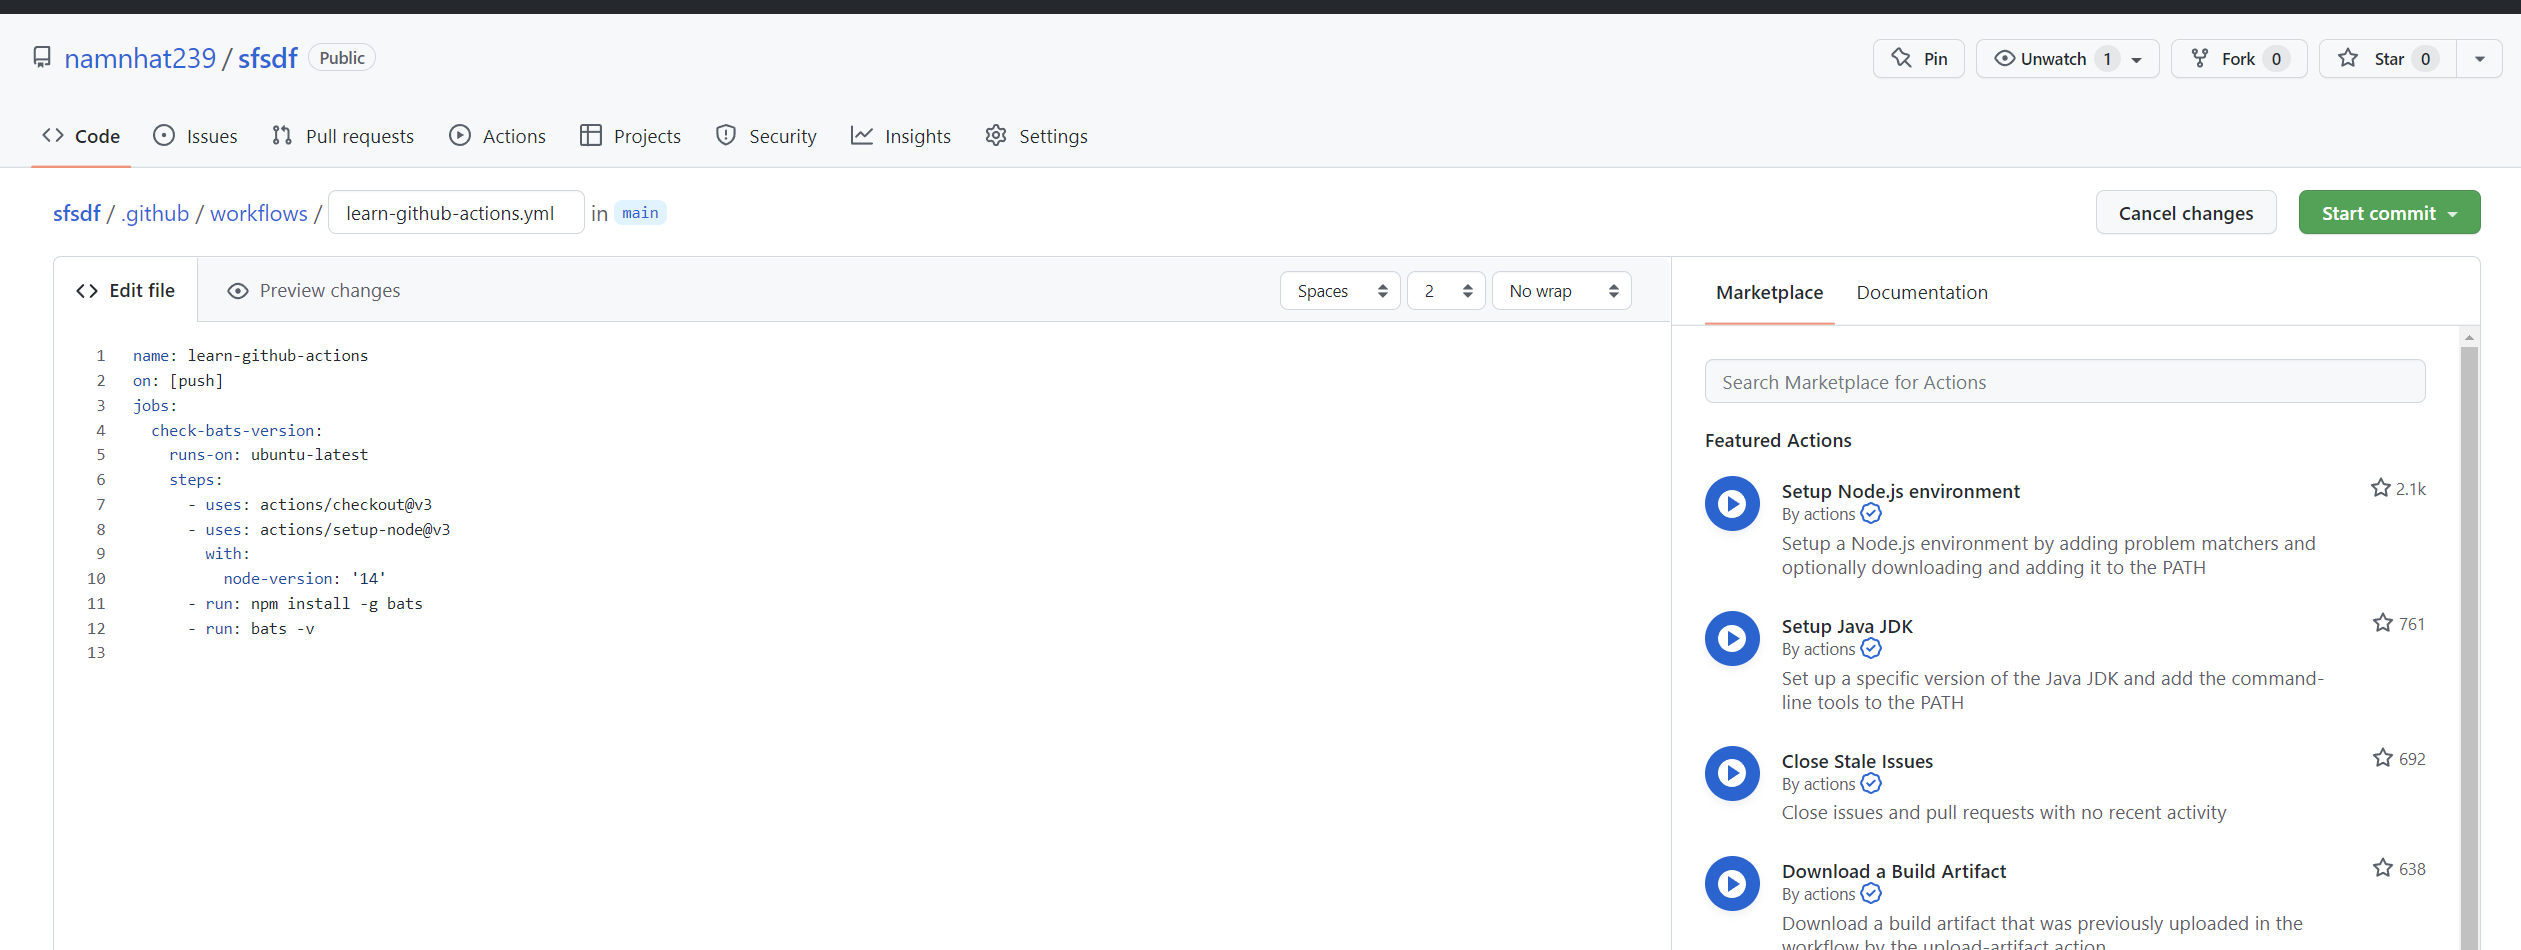 namnhat239 / sfsdf Public
Pin Unwatch 1 Fork 0 Star 0
Code Issues Pull requests Actions Projects Security Insights Settings
sfsdf / .github / workflows / learn-github-actions.yml in main
Cancel changes Start commit
Edit file Preview changes
Spaces 2 No wrap
1 name: learn-github-actions
2 on: [push]
3 jobs:
4 check-bats-version:
5 runs-on: ubuntu-latest
6 steps:
7 - uses: actions/checkout@v3
8 - uses: actions/setup-node@v3
9 with:
10 node-version: '14'
11 - run: npm install -g bats
12 - run: bats -v
13
Marketplace Documentation
Search Marketplace for Actions
Featured Actions
Setup Node.js environment 2.1k
By actions
Setup a Node.js environment by adding problem matchers and
optionally downloading and adding it to the PATH
Setup Java JDK 761
By actions
Set up a specific version of the Java JDK and add the command-
line tools to the PATH
Close Stale Issues 692
By actions
Close issues and pull requests with no recent activity
Download a Build Artifact 638
By actions
Download a build artifact that was previously uploaded in the
workflow by the upload-artifact action